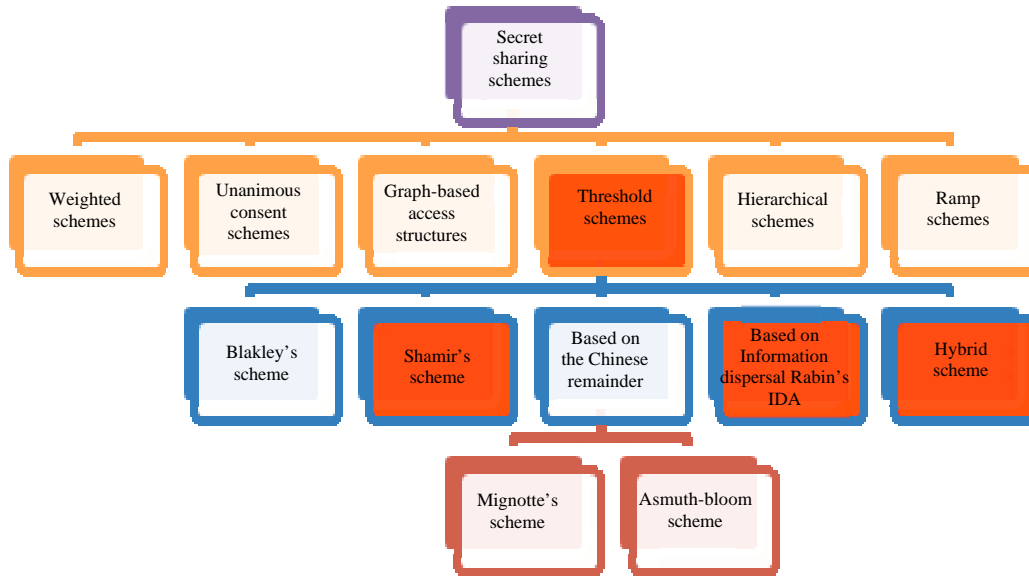 Secret
sharing
schemes
Weighted
schemes
Unanimous
consent
schemes
Graph-based
access
structures
Threshold
schemes
Hierarchical
schemes
Ramp
schemes
Blakley’s
scheme
Shamir’s
scheme
Based on
the Chinese
remainder
Based on
Information
dispersal Rabin’s
IDA
Hybrid
scheme
Mignotte’s
scheme
Asmuth-bloom
scheme